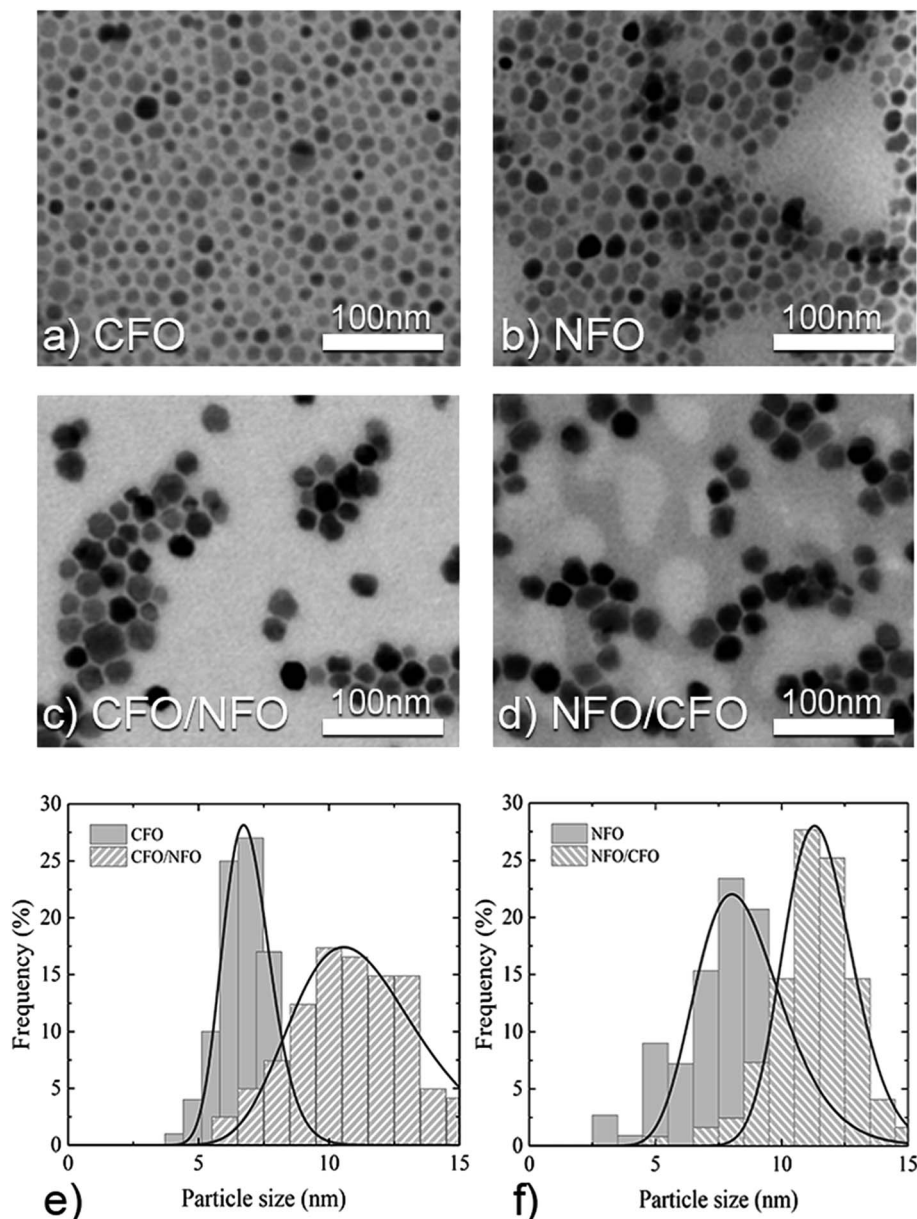 100nm
a) CFO
100nm
b) NFO
100nm
c) CFO/NFO
100nm
d) NFO/CFO
30
25
20
15
10
5
0
Frequency (%)
CFO
CFO/NFO
0
5
10
15
Particle size (nm)
e)
30
25
20
15
10
5
0
Frequency (%)
NFO
NFO/CFO
0
5
10
15
Particle size (nm)
f)